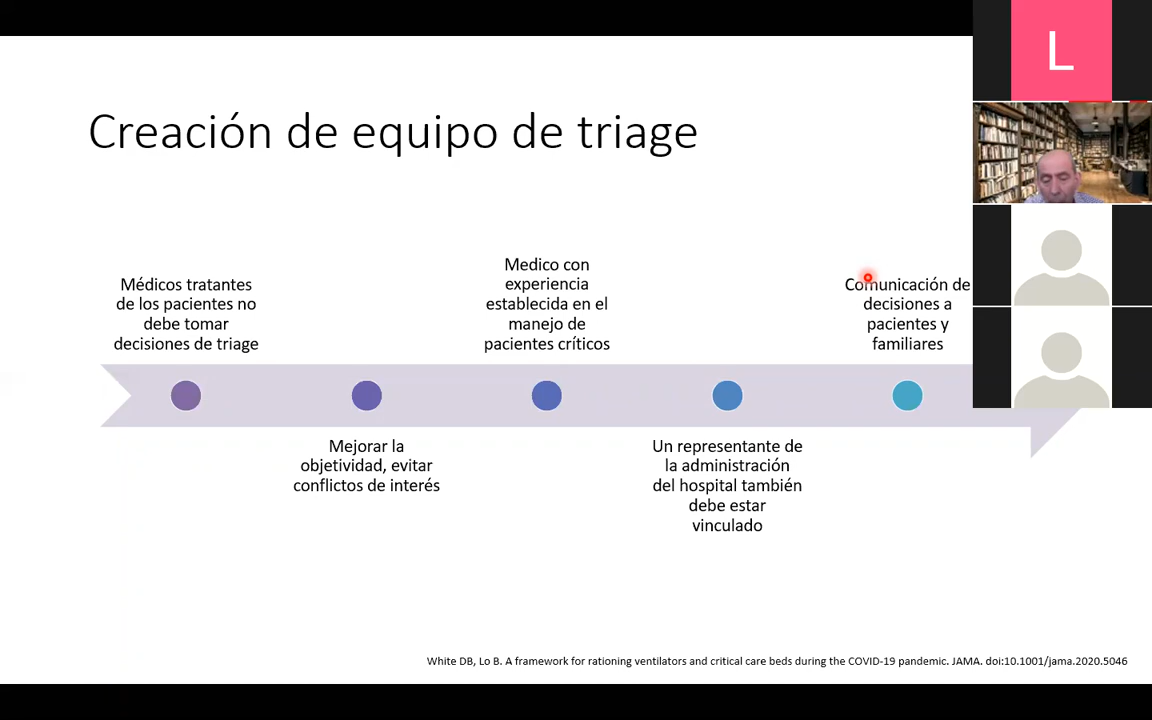 L
Creación de equipo de triage
Médicos tratantes
de los pacientes no
debe tomar
decisiones de triage
Mejorar la
objetividad, evitar
conflictos de interés
Medico con
experiencia
establecida en el
manejo de
pacientes críticos
Un representante de
la administración
del hospital también
debe estar
vinculado
Comunicación de
decisiones a
pacientes y
familiares
White DB, Lo B. A framework for rationing ventilators and critical care beds during the COVID-19 pandemic. JAMA. doi:10.1001/jama.2020.5046